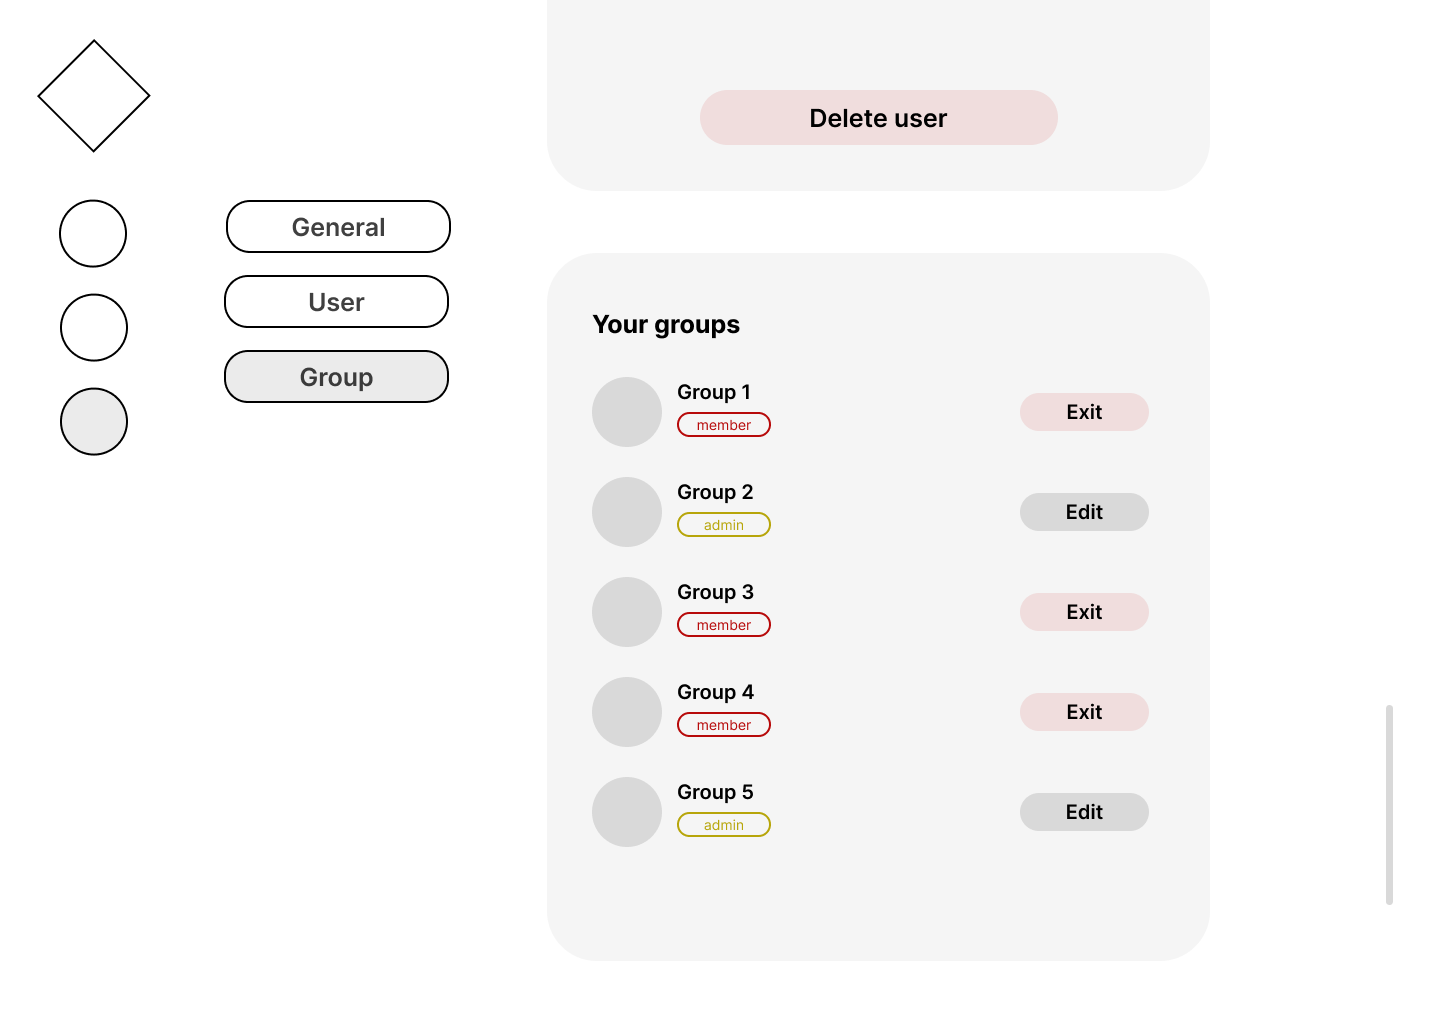 Delete user
General
User
Group
Your groups
Group 1
member
Exit
Group 2
admin
Edit
Group 3
member
Exit
Group 4
member
Exit
Group 5
admin
Edit